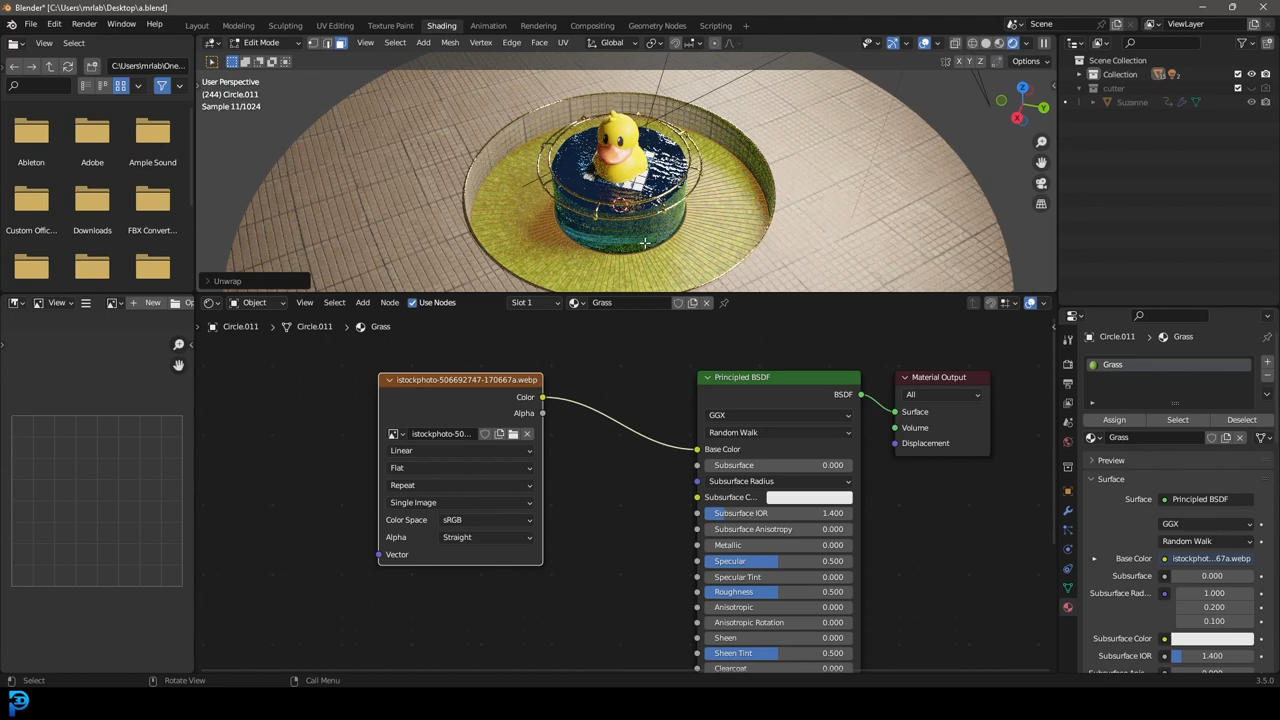 Blender* [C:\Users\mrlab\Desktop\a.blend]
File Edit Render Window Help Layout Modeling Sculpting UV Editing Texture Paint Shading Animation Rendering Compositing Geometry Nodes Scripting Scene ViewLayer
View Select Edit Mode View Select Add Mesh Vertex Edge Face UV Global
C:\Users\mrlab\One... X Y Z Options
User Perspective
(244) Circle.011
Sample 11/1024
Ableton Adobe Ample Sound
Custom Offic... Downloads FBX Convert...
Unwrap
Scene Collection
Collection
cutter
Suzanne
View New Op Object View Select Add Node Use Nodes Slot 1 Grass
Circle.011 Circle.011 Grass
istockphoto-506692747-170667a.webp
Color
Alpha
istockphoto-50...
Linear
Flat
Repeat
Single Image
Color Space sRGB
Alpha Straight
Vector
Principled BSDF
BSDF
GGX
Random Walk
Base Color
Subsurface 0.000
Subsurface Radius
Subsurface C...
Subsurface IOR 1.400
Subsurface Anisotropy 0.000
Metallic 0.000
Specular 0.500
Specular Tint 0.000
Roughness 0.500
Anisotropic 0.000
Anisotropic Rotation 0.000
Sheen 0.000
Sheen Tint 0.500
Clearcoat 0.000
Material Output
All
Surface
Volume
Displacement
Circle.011 Grass
Grass
Assign Select Deselect
Grass
Preview
Surface
Surface Principled BSDF
GGX
Random Walk
Base Color istockphot...67a.webp
Subsurface 0.000
Subsurface Rad... 1.000
0.200
0.100
Subsurface Color
Subsurface IOR 1.400
Select Rotate View Call Menu 3.5.0